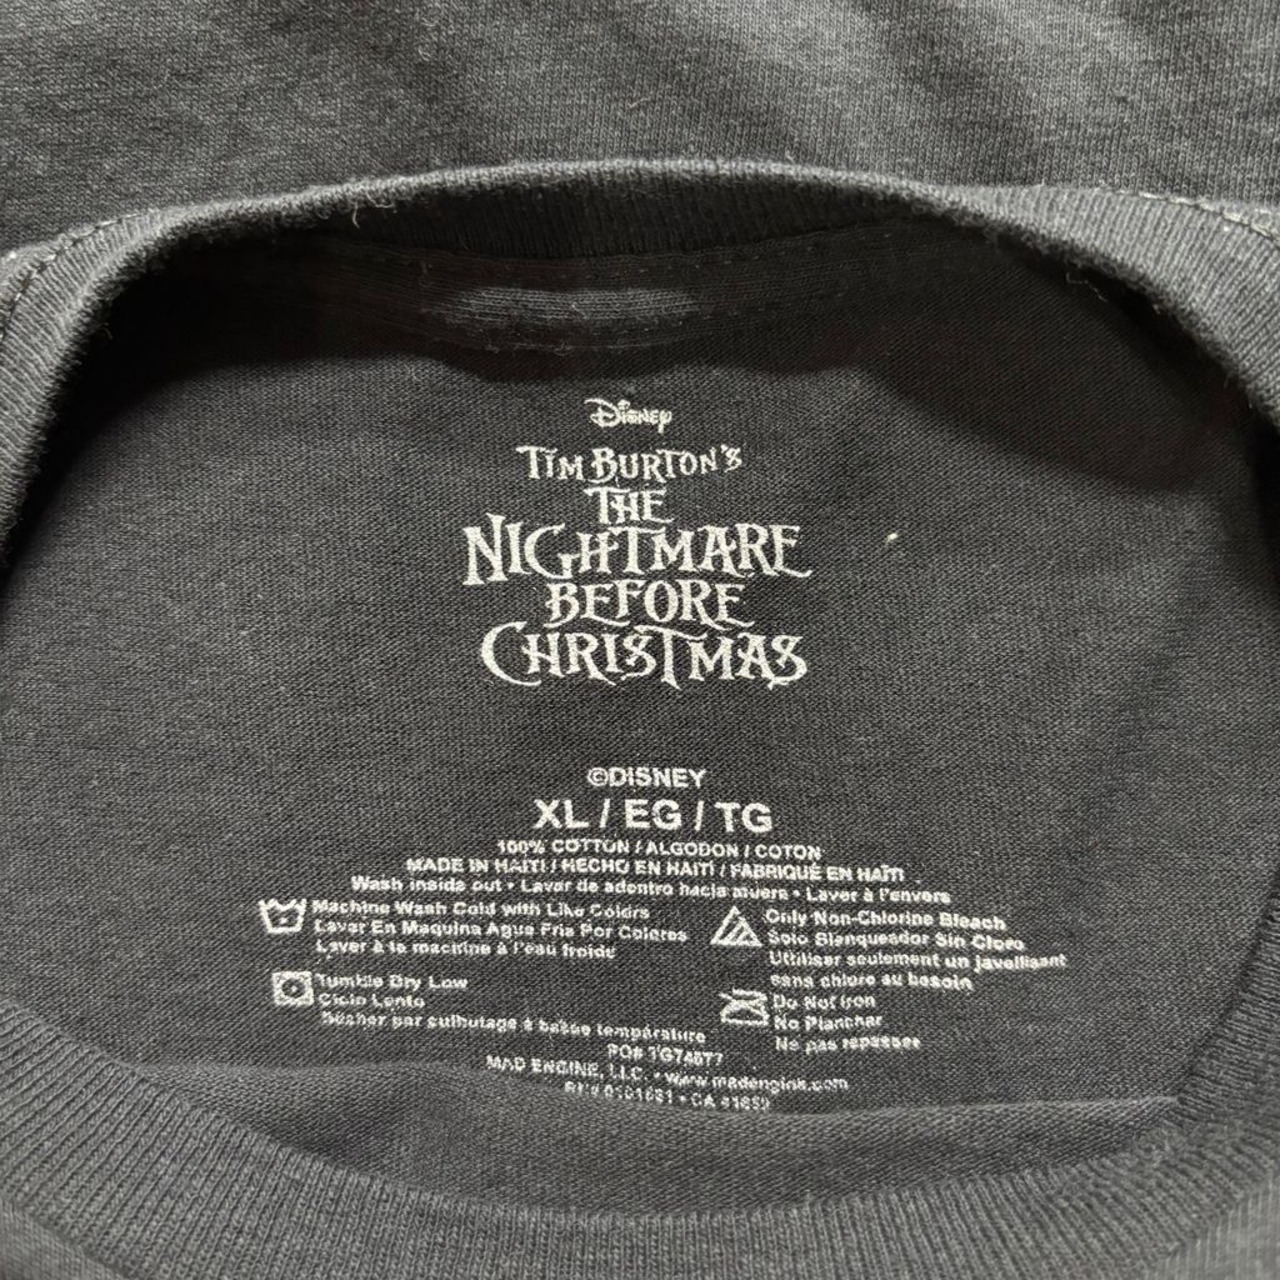 Disney
TIM BURTON'S
THE
NIGHTMARE
BEFORE
CHRISTMAS
©DISNEY
XL / EG / TG
100% COTTON / ALGODON / COTON
MADE IN HAITI / HECHO EN HAITÍ / FABRIQUÉ EN HAÏTI
Wash inside out • Lavar de adentro hacia afuera • Laver à l'envers
Machine Wash Cold with Like Colors
Lavar En Maquina Agua Fria Por Colores
Laver à la machine à l'eau froide
Only Non-Chlorine Bleach
Solo Blanqueador Sin Cloro
Utiliser seulement un javellisant
sans chlore au besoin
Tumble Dry Low
Ciclo Lento
Sécher par culbutage à basse température
Do Not Iron
No Planchar
Ne pas repasser
PO#
MAD ENGINE, LLC. • www.madengine.com
CA